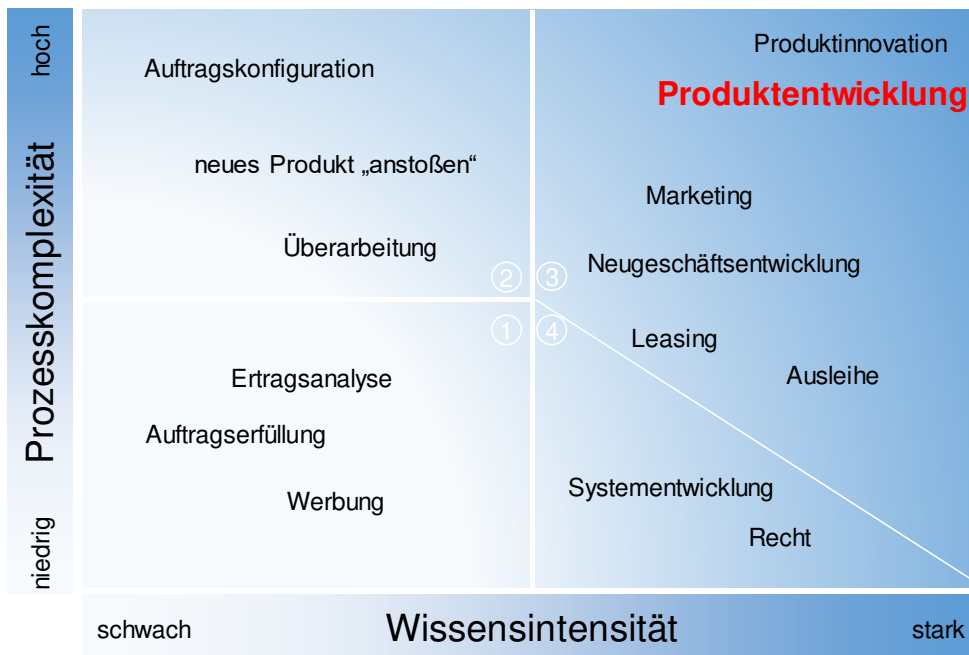 hoch
Prozesskomplexität
niedrig
Auftragskonfiguration
neues Produkt „anstoßen“
Überarbeitung
②
Produktinnovation
Produktentwicklung
Marketing
Neugeschäftsentwicklung
③
①
Ertragsanalyse
Auftragserfüllung
Werbung
④
Leasing
Ausleihe
Systementwicklung
Recht
schwach
Wissensintensität
stark